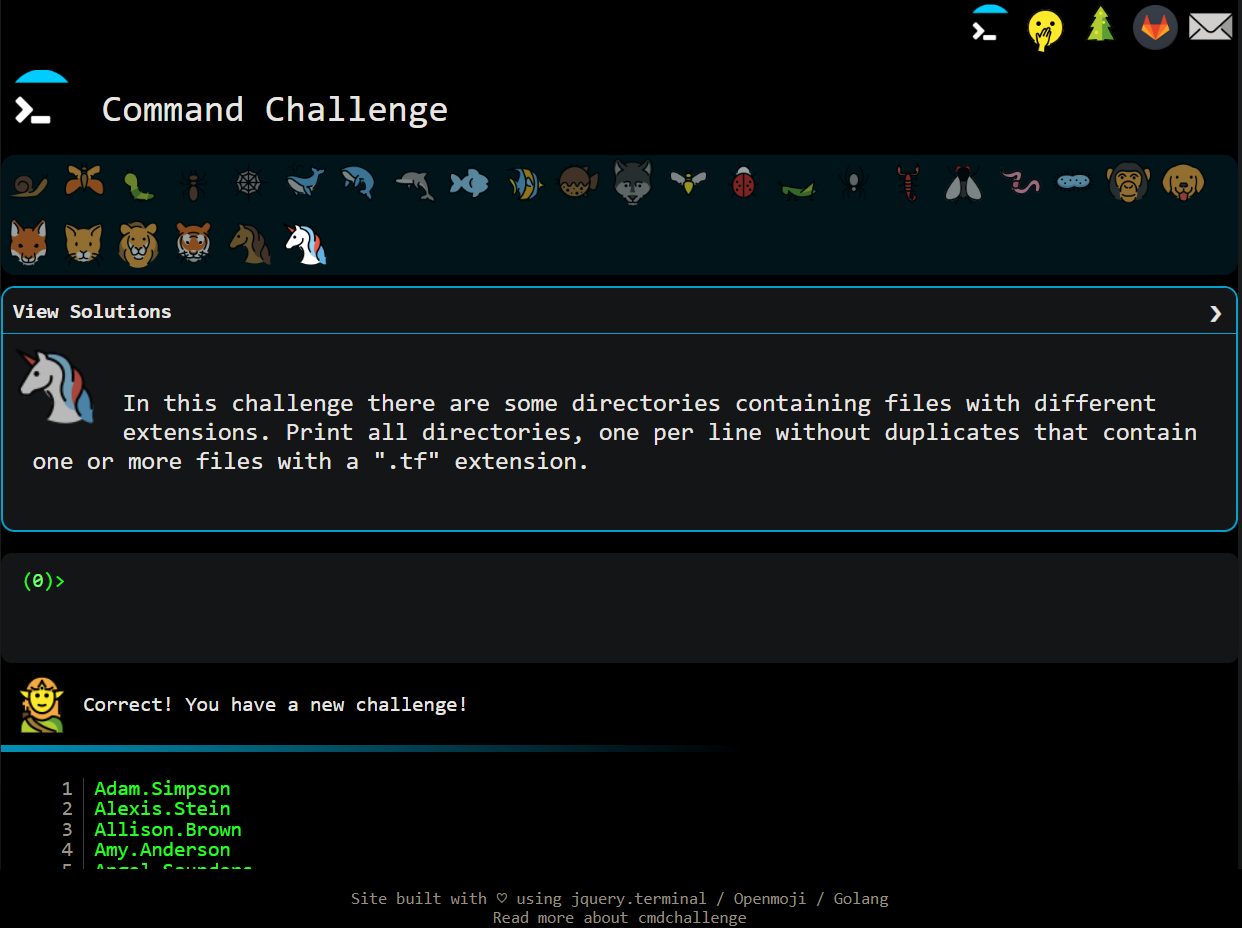 Command Challenge
View Solutions
In this challenge there are some directories containing files with different
extensions. Print all directories, one per line without duplicates that contain
one or more files with a ".tf" extension.
(0)>
Correct! You have a new challenge!
1 Adam.Simpson
2 Alexis.Stein
3 Allison.Brown
4 Amy.Anderson
Site built with ♡ using jquery.terminal / Openmoji / Golang
Read more about cmdchallenge